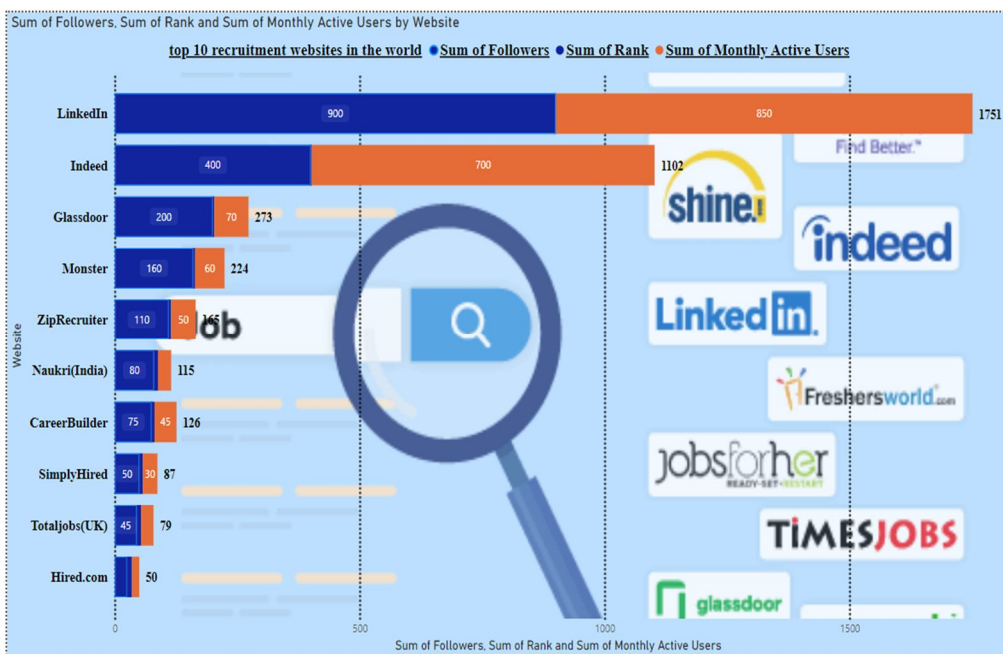 Sum of Followers, Sum of Rank and Sum of Monthly Active Users by Website
top 10 recruitment websites in the world Sum of Followers Sum of Rank Sum of Monthly Active Users
LinkedIn 900 850 1751
Find Better.™
Indeed 400 700 1102
shine.
Glassdoor 200 70 273
indeed
Monster 160 60 224
LinkedIn.
ZipRecruiter 110 50 165
Job
Naukri(India) 80 115
Freshersworld.com
CareerBuilder 75 45 126
jobsforher
READY-SET-RESTART
SimplyHired 50 30 87
Totaljobs(UK) 45 79
TiMESJOBS
Hired.com 50
glassdoor
0 500 1000 1500
Website
Sum of Followers, Sum of Rank and Sum of Monthly Active Users